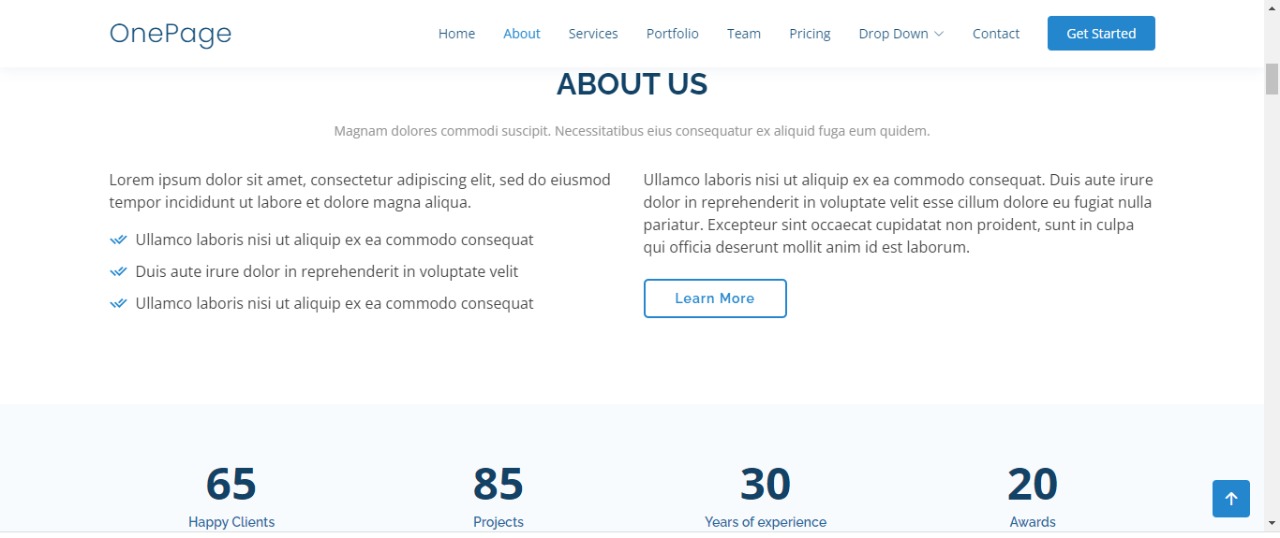 OnePage
Home About Services Portfolio Team Pricing Drop Down Contact Get Started
ABOUT US
Magnam dolores commodi suscipit. Necessitatibus eius consequatur ex aliquid fuga eum quidem.
Lorem ipsum dolor sit amet, consectetur adipiscing elit, sed do eiusmod
tempor incididunt ut labore et dolore magna aliqua.
Ullamco laboris nisi ut aliquip ex ea commodo consequat
Duis aute irure dolor in reprehenderit in voluptate velit
Ullamco laboris nisi ut aliquip ex ea commodo consequat
Ullamco laboris nisi ut aliquip ex ea commodo consequat. Duis aute irure
dolor in reprehenderit in voluptate velit esse cillum dolore eu fugiat nulla
pariatur. Excepteur sint occaecat cupidatat non proident, sunt in culpa
qui officia deserunt mollit anim id est laborum.
Learn More
65
Happy Clients
85
Projects
30
Years of experience
20
Awards